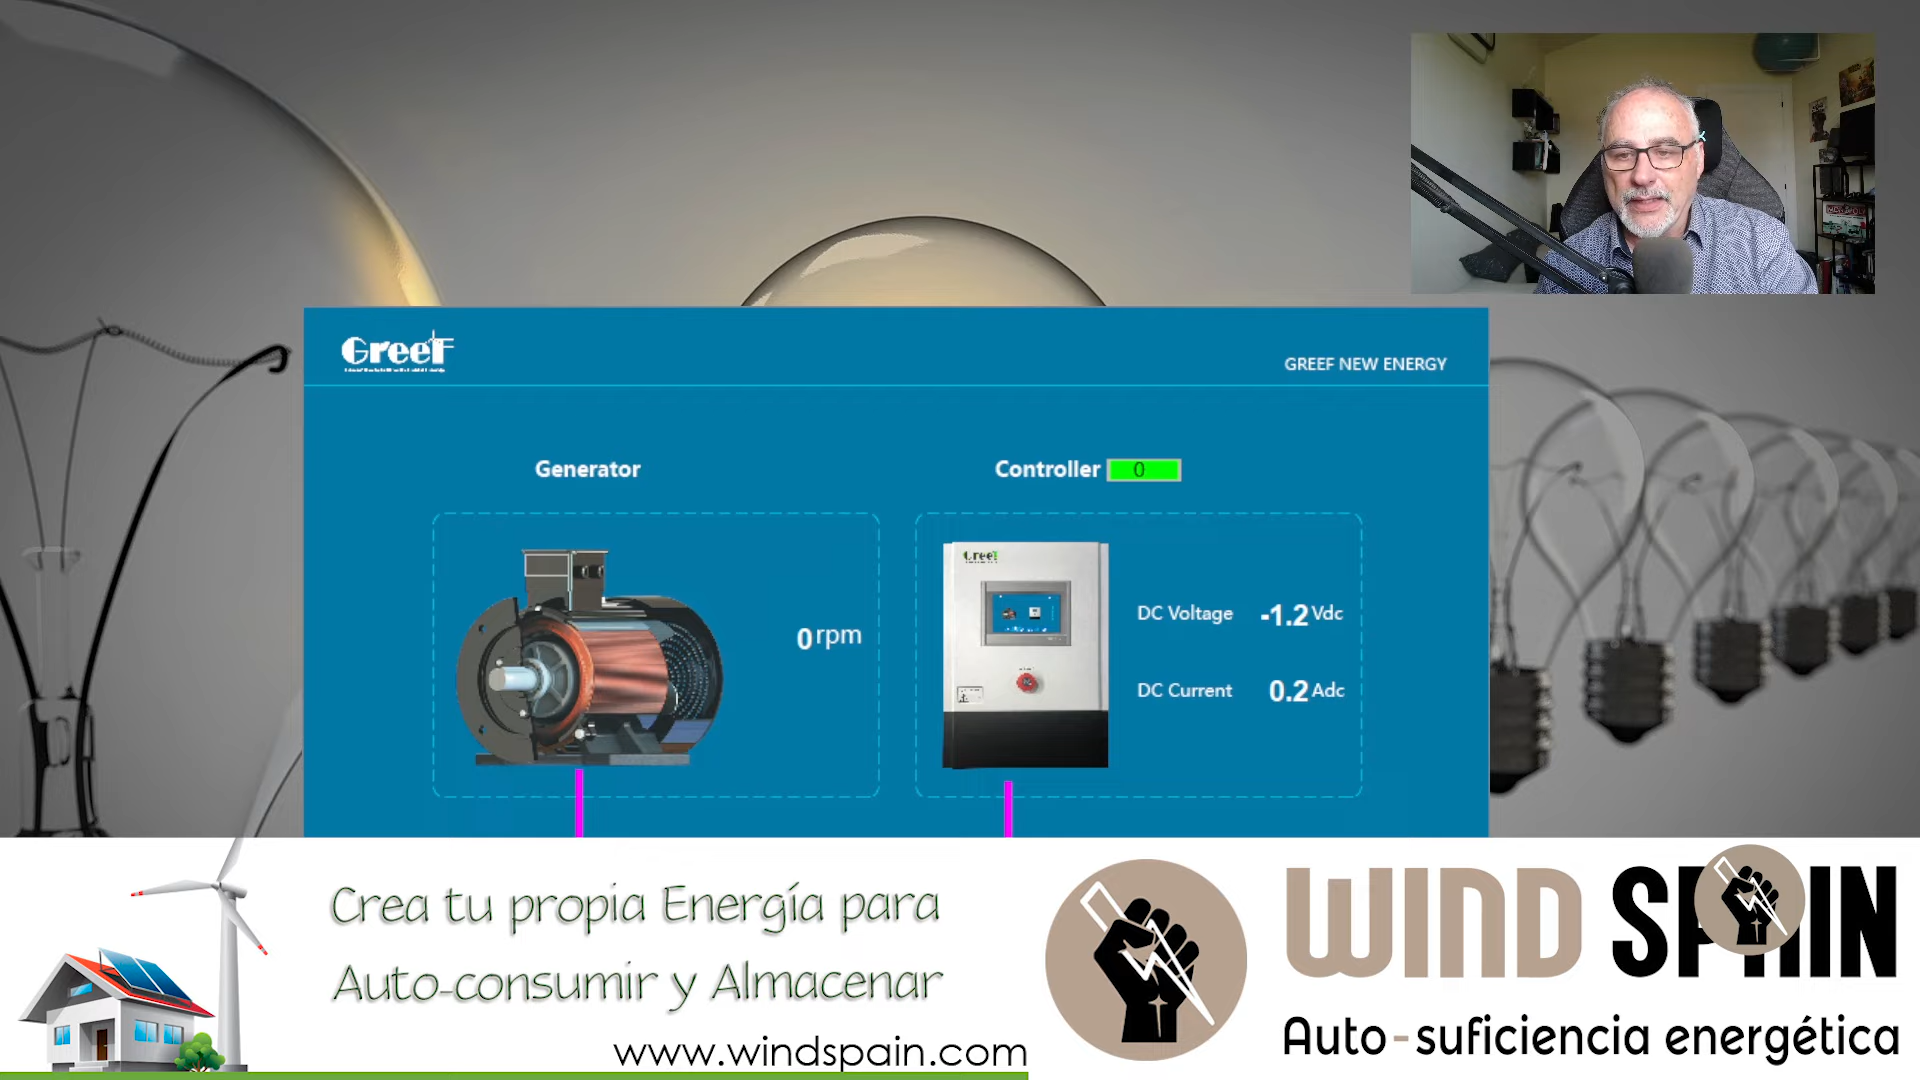 GreeF
GREEF NEW ENERGY
Generator
Controller 0
GreeF
0 rpm
DC Voltage -1.2 Vdc
DC Current 0.2 Adc
Crea tu propia Energía para
Auto-consumir y Almacenar
www.windspain.com
WIND SPAIN
Auto-suficiencia energética